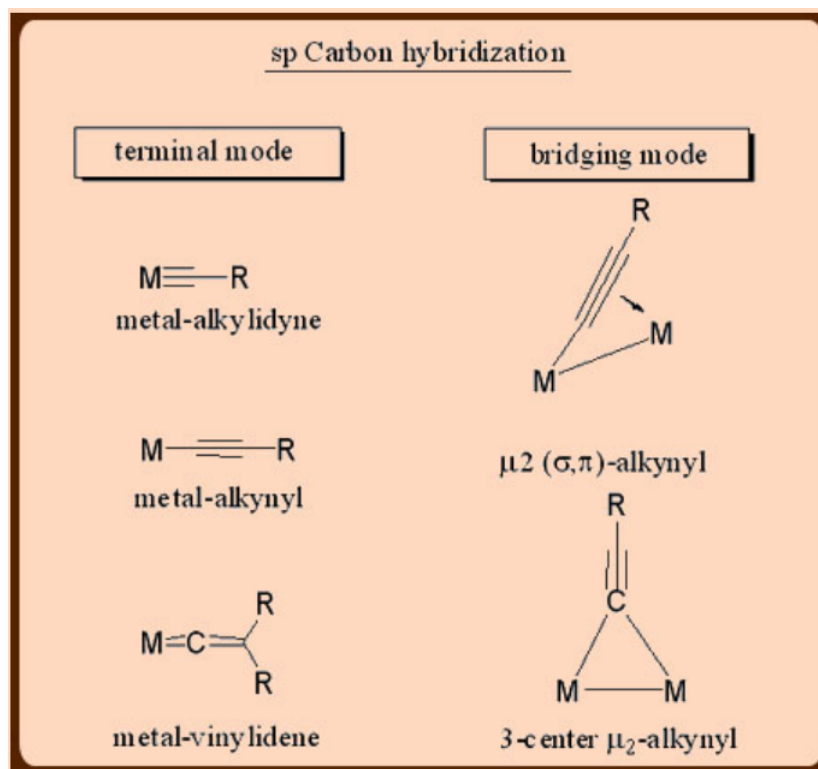 sp Carbon hybridization
terminal mode
bridging mode
M≡—R
metal-alkylidyne
M—≡—R
metal-alkynyl
M=C=
R
R
metal-vinylidene
R
M
M
μ2 (σ,π)-alkynyl
R
C
M—M
3-center μ₂-alkynyl